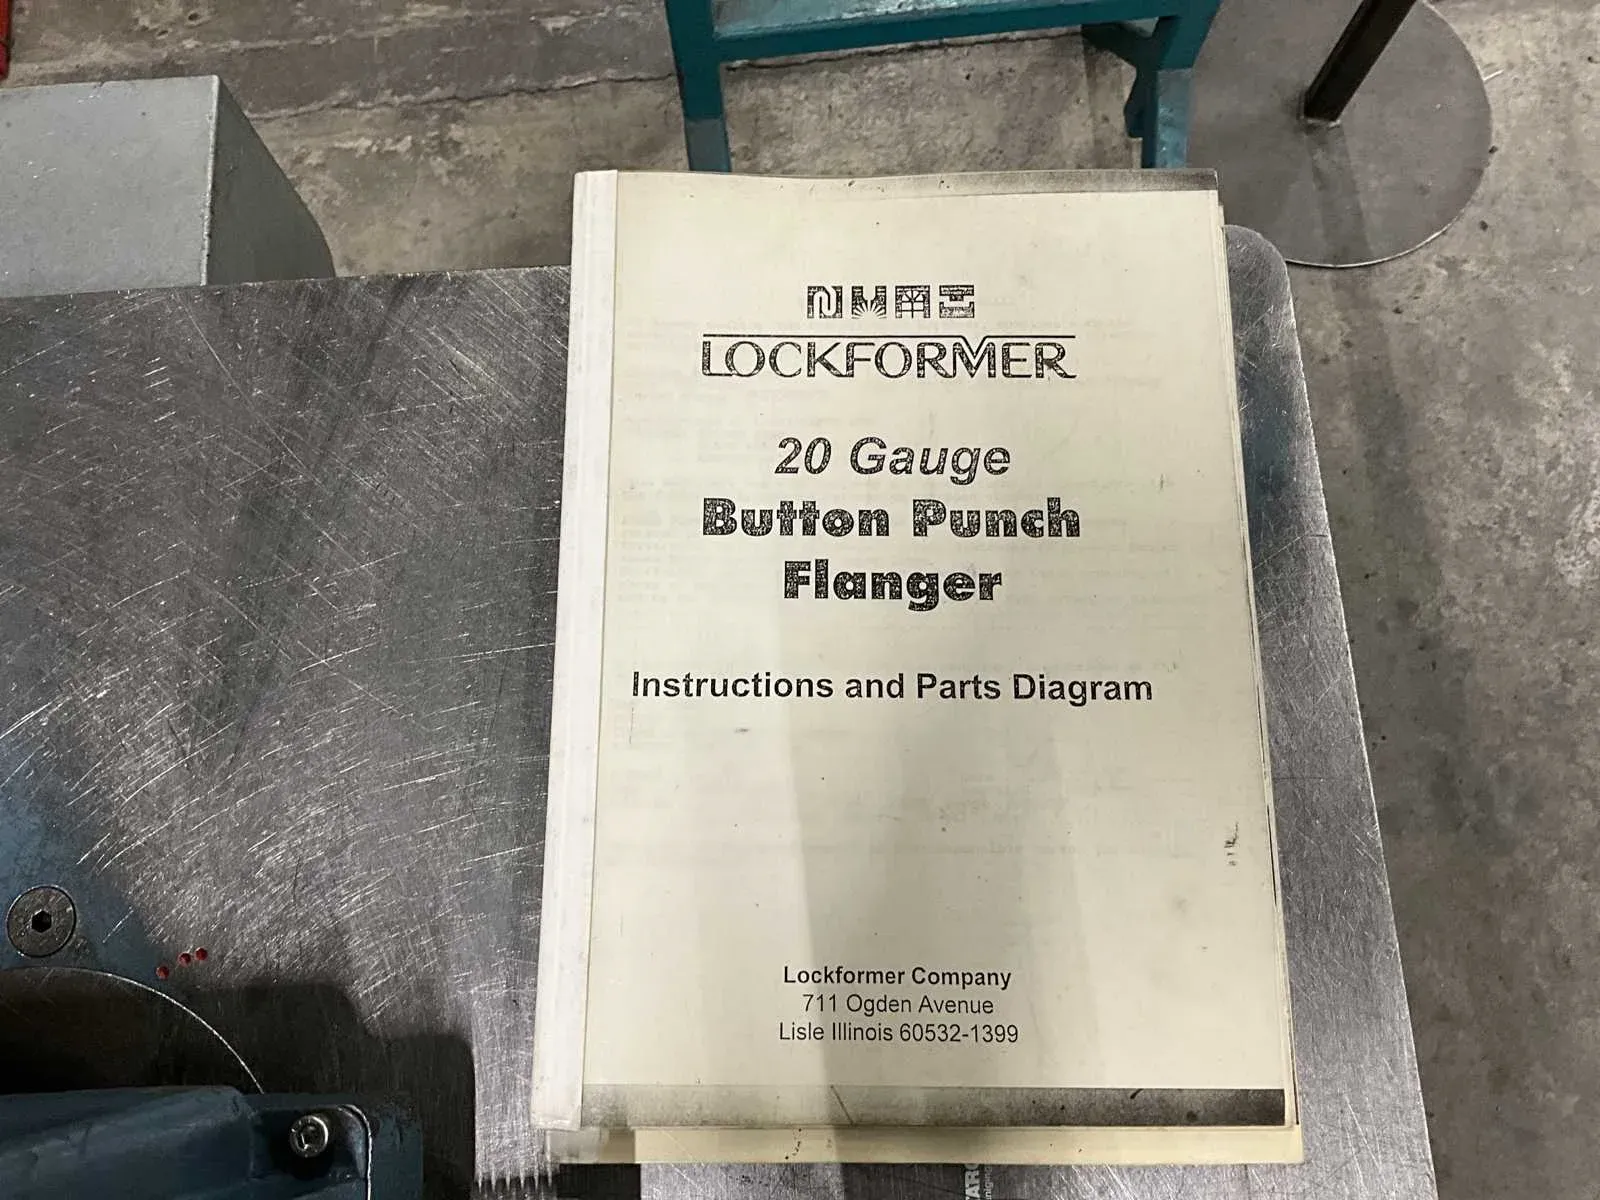 LOCKFORMER
20 Gauge
Button Punch
Flanger
Instructions and Parts Diagram
Lockformer Company
711 Ogden Avenue
Lisle Illinois 60532-1399